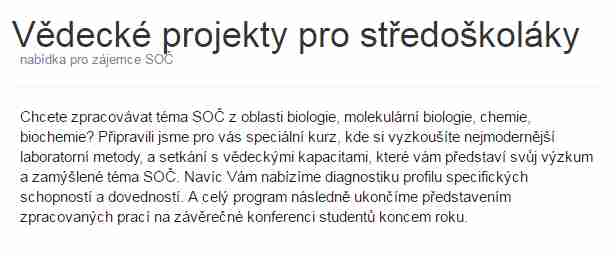 Vědecké projekty pro středoškoláky
nabídka pro zájemce SOČ
Chcete zpracovávat téma SOČ z oblasti biologie, molekulární biologie, chemie,
biochemie? Připravili jsme pro vás speciální kurz, kde si vyzkoušíte nejmodernější
laboratorní metody, a setkání s vědeckými kapacitami, které vám představí svůj výzkum
a zamýšlené téma SOČ. Navíc Vám nabízíme diagnostiku profilu specifických
schopností a dovedností. A celý program následně ukončíme představením
zpracovaných prací na závěrečné konferenci studentů koncem roku.